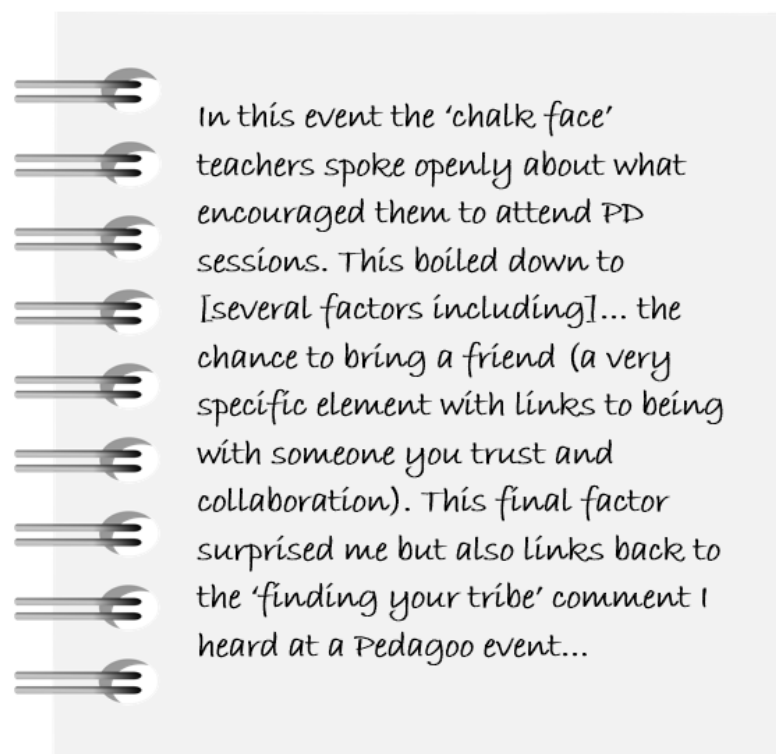 In this event the ‘chalk face’
teachers spoke openly about what
encouraged them to attend PD
sessions. This boiled down to
[several factors including]... the
chance to bring a friend (a very
specific element with links to being
with someone you trust and
collaboration). This final factor
surprised me but also links back to
the ‘finding your tribe’ comment I
heard at a Pedagoo event...